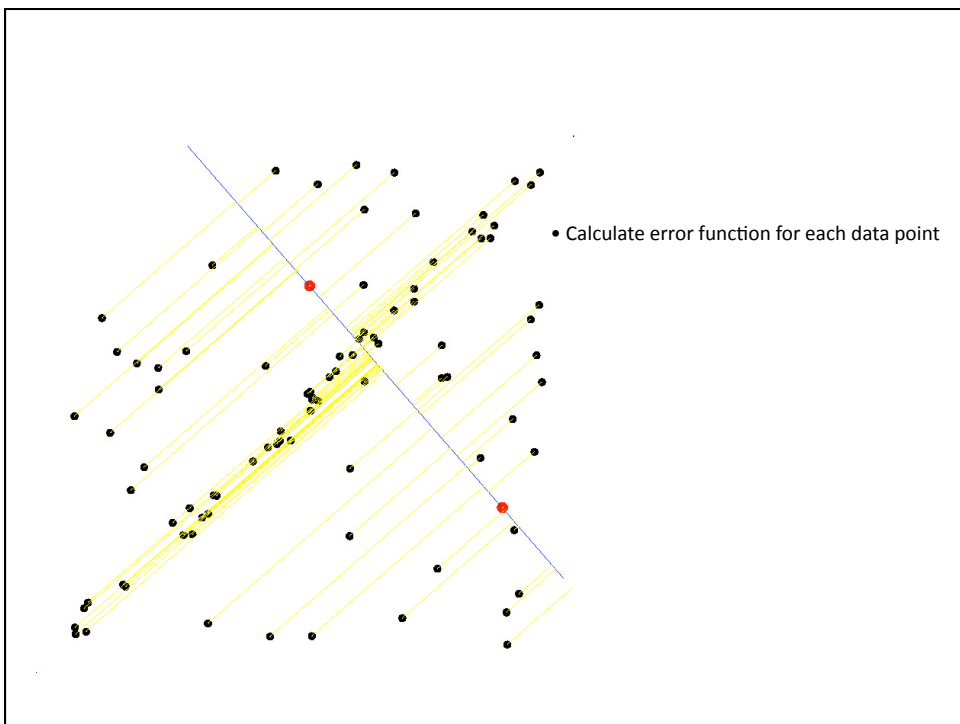 • Calculate error function for each data point